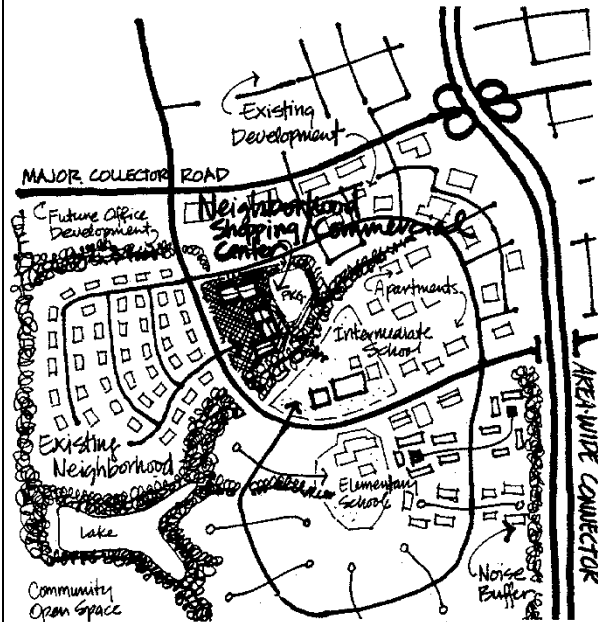 Existing
Development
MAJOR COLLECTOR ROAD
Future Office
Development
Neighborhood
Shopping/Commercial
Center
PKG.
Apartments
Intermediate
School
Existing
Neighborhood
Elementary
School
Lake
Community
Open Space
Noise
Buffer
AREA-WIDE CONNECTOR